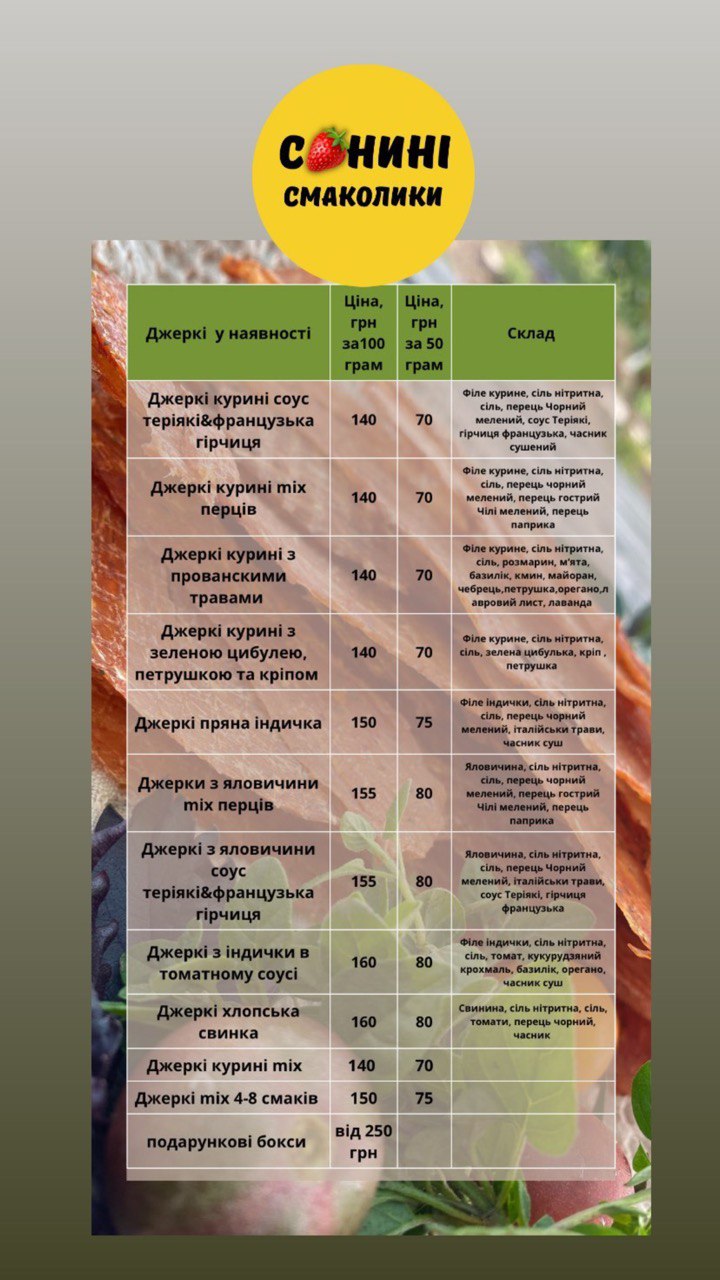 С🍓НИНІ
СМАКОЛИКИ
Джеркі у наявності
Ціна,
грн
за100
грам
Ціна,
грн
за 50
грам
Склад
Джеркі курині соус
теріякі&французька
гірчиця
140
70
Філе курине, сіль нітритна,
сіль, перець Чорний
мелений, соус Теріякі,
гірчиця французька, часник
сушений
Джеркі курині mix
перців
140
70
Філе курине, сіль нітритна,
сіль, перець чорний
мелений, перець гострий
Чілі мелений, перець
паприка
Джеркі курині з
прованскими
травами
140
70
Філе курине, сіль нітритна,
сіль, розмарин, м'ята,
базилік, кмин, майоран,
чебрець,петрушка,орегано,л
авровий лист, лаванда
Джеркі курині з
зеленою цибулею,
петрушкою та кріпом
140
70
Філе курине, сіль нітритна,
сіль, зелена цибулька, кріп ,
петрушка
Джеркі пряна індичка
150
75
Філе індички, сіль нітритна,
сіль, перець чорний
мелений, італійськи трави,
часник суш
Джерки з яловичини
mix перців
155
80
Яловичина, сіль нітритна,
сіль, перець чорний
мелений, перець гострий
Чілі мелений, перець
паприка
Джеркі з яловичини
соус
теріякі&французька
гірчиця
155
80
Яловичина, сіль нітритна,
сіль, перець Чорний
мелений, італійськи трави,
соус Теріякі, гірчиця
французька
Джеркі з індички в
томатному соусі
160
80
Філе індички, сіль нітритна,
сіль, томат, кукурудзяний
крохмаль, базилік, орегано,
часник суш
Джеркі хлопська
свинка
160
80
Свинина, сіль нітритна, сіль,
томати, перець чорний,
часник
Джеркі курині mix
140
70
Джеркі mix 4-8 смаків
150
75
подарункові бокси
від 250
грн